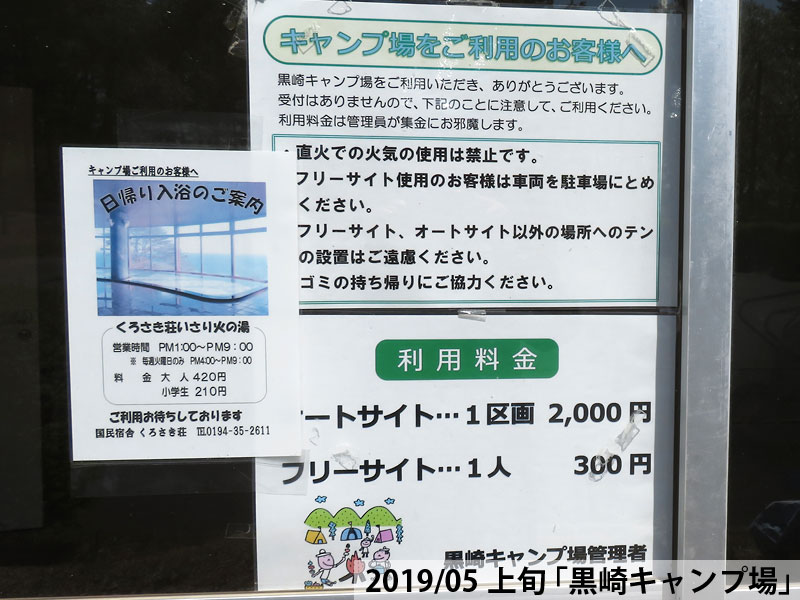 キャンプ場をご利用のお客様へ
黒崎キャンプ場をご利用いただき、ありがとうございます。
受付はありませんので、下記のことに注意して、ご利用ください。
利用料金は管理員が集金にお邪魔します。
・直火での火気の使用は禁止です。
フリーサイト使用のお客様は車両を駐車場にとめ
ください。
フリーサイト、オートサイト以外の場所へのテン
の設置はご遠慮ください。
ゴミの持ち帰りにご協力ください。
キャンプ場ご利用のお客様へ
日帰り入浴のご案内
くろさき荘いさり火の湯
営業時間 PM1:00～PM9:00
※ 毎週火曜日のみ PM4:00～PM9:00
料 金 大 人 420円
小学生 210円
ご利用お待ちしております
国民宿舎 くろさき荘 ℡0194-35-2611
利用料金
オートサイト…1区画 2,000円
フリーサイト…1人 300円
黒崎キャンプ場管理者
2019/05 上旬「黒崎キャンプ場」